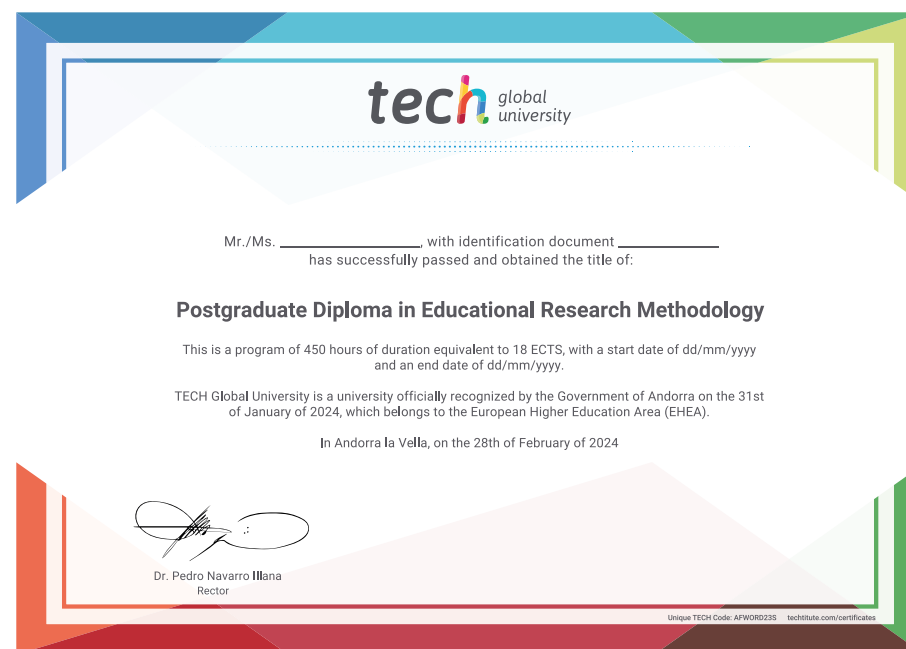 tech global
university
Mr./Ms. ____________________, with identification document ______________
has successfully passed and obtained the title of:
Postgraduate Diploma in Educational Research Methodology
This is a program of 450 hours of duration equivalent to 18 ECTS, with a start date of dd/mm/yyyy
and an end date of dd/mm/yyyy.
TECH Global University is a university officially recognized by the Government of Andorra on the 31st
of January of 2024, which belongs to the European Higher Education Area (EHEA).
In Andorra la Vella, on the 28th of February of 2024
Dr. Pedro Navarro Illana
Rector
Unique TECH Code: AFWORD23S techtitute.com/certificates